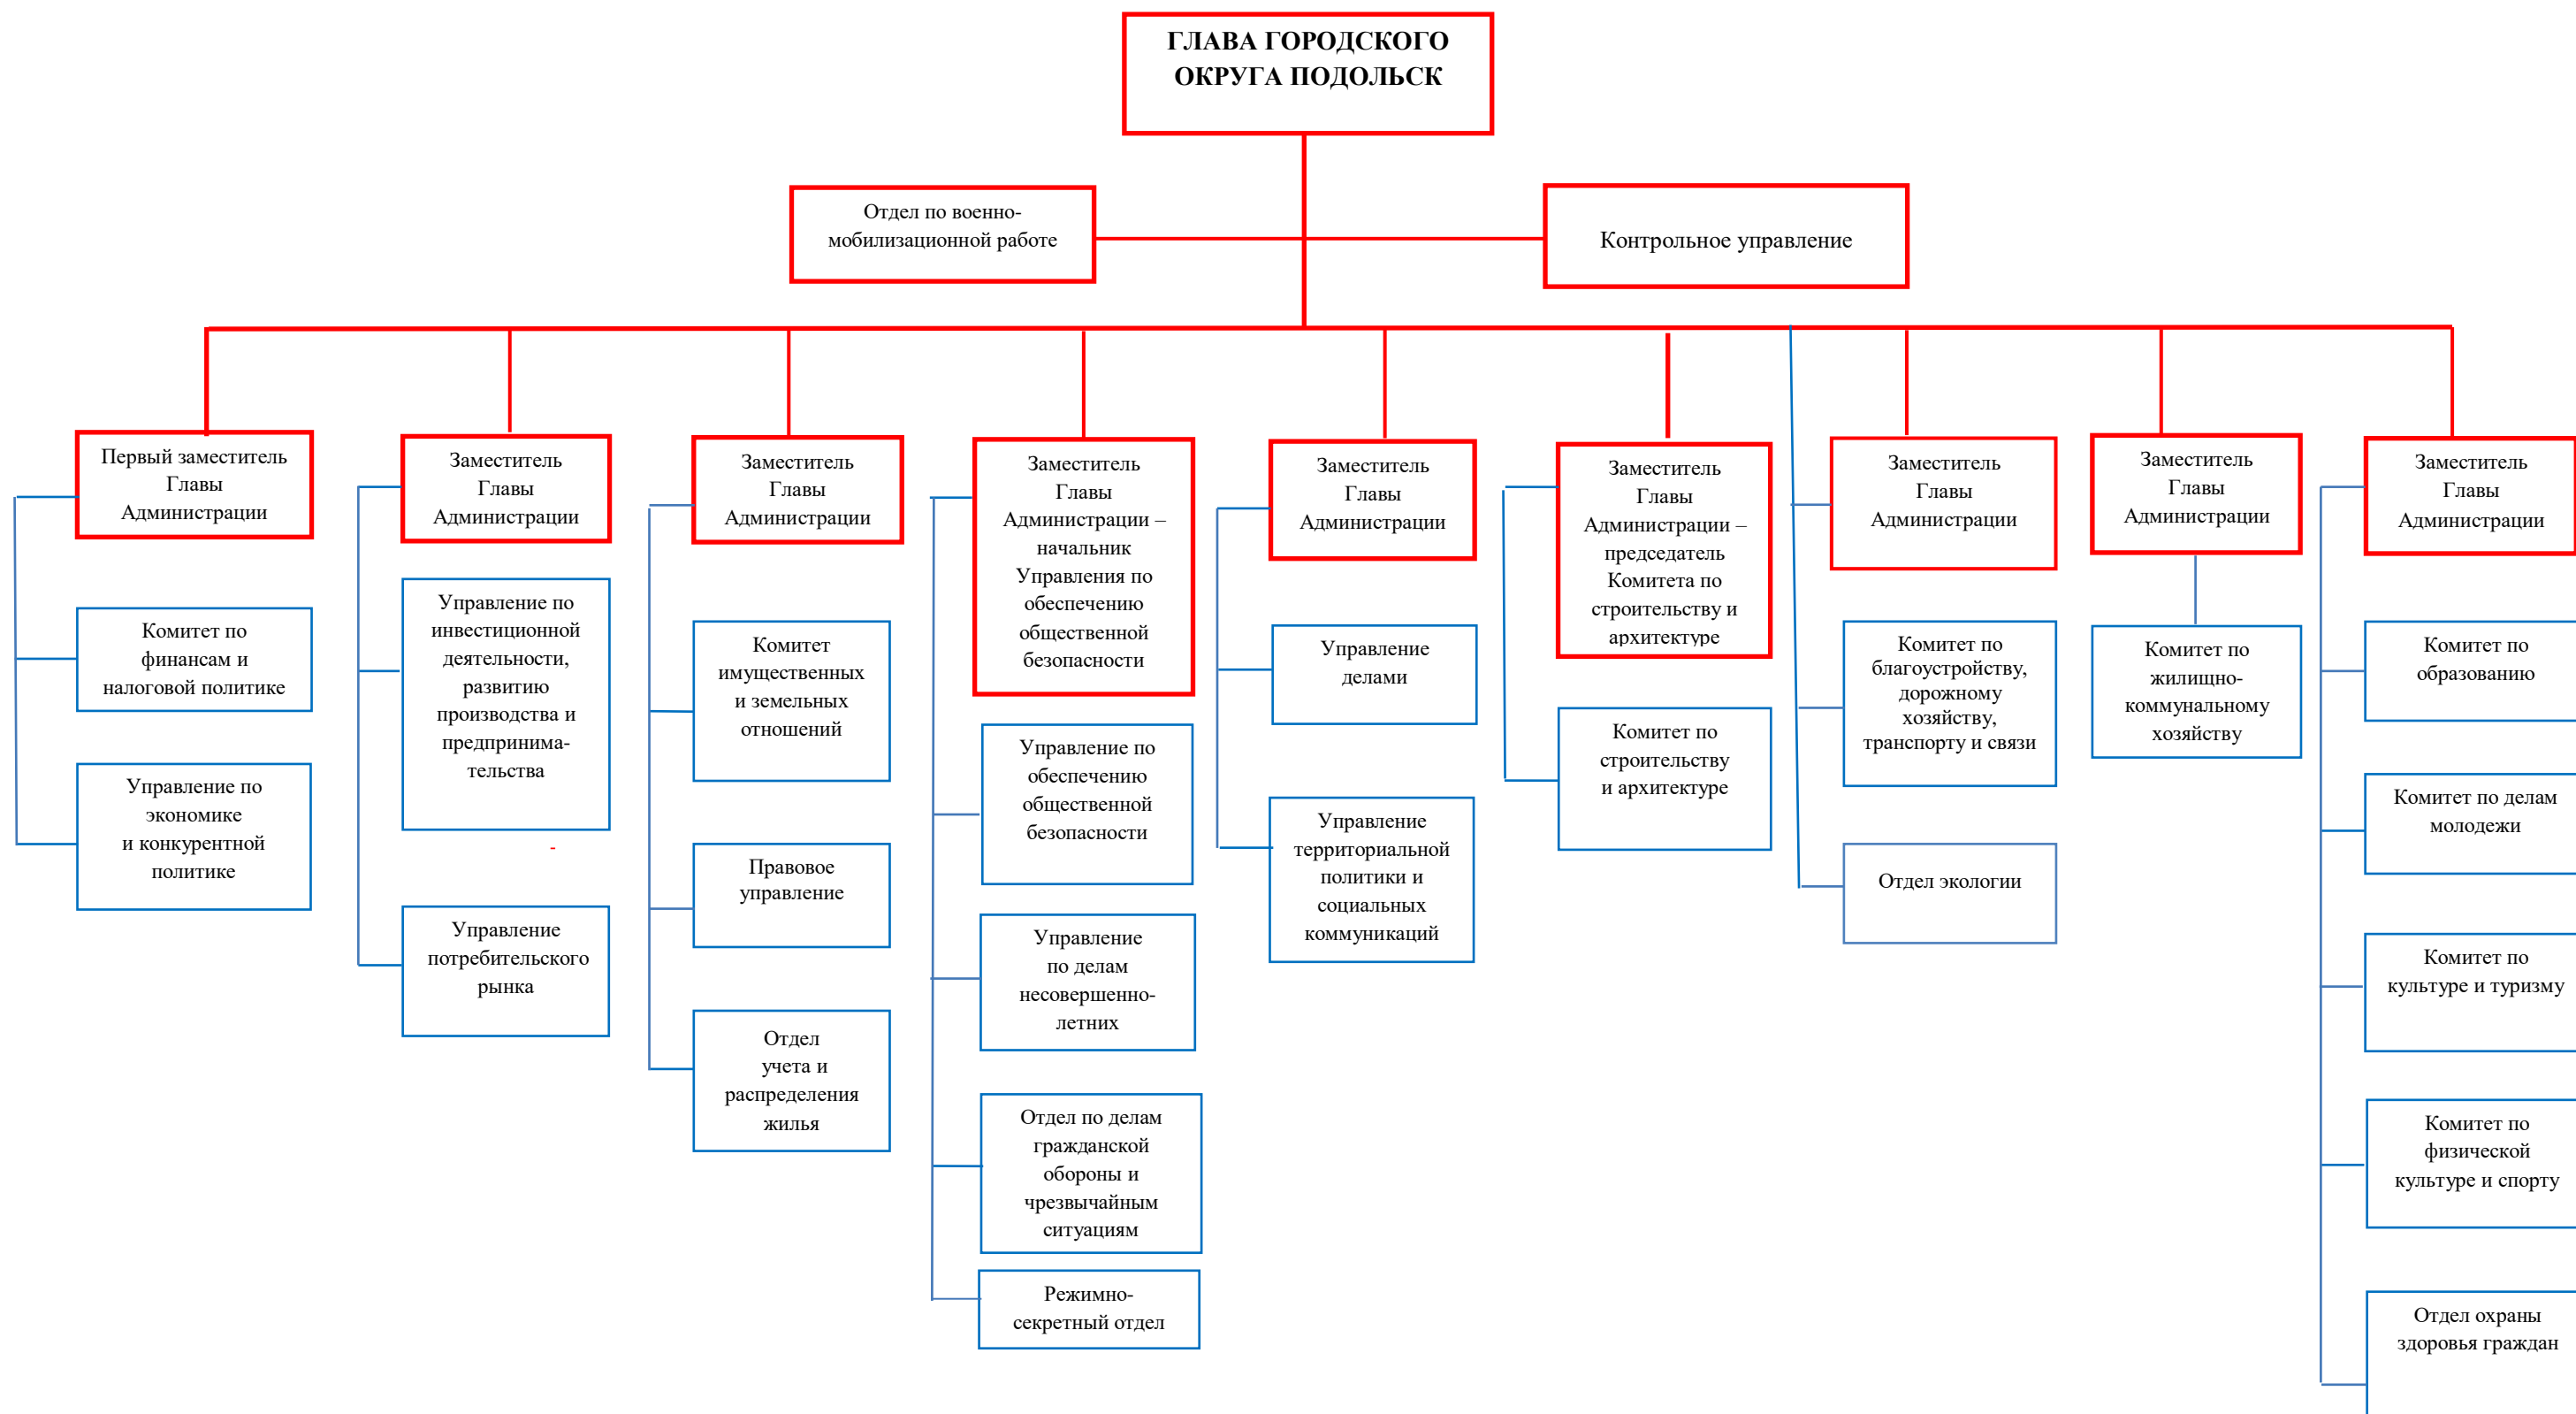 ГЛАВА ГОРОДСКОГО
ОКРУГА ПОДОЛЬСК
Отдел по военно-
мобилизационной работе
Контрольное управление
Первый заместитель
Главы
Администрации
Комитет по
финансам и
налоговой политике
Управление по
экономике
и конкурентной
политике
Заместитель
Главы
Администрации
Управление по
инвестиционной
деятельности,
развитию
производства и
предпринима-
тельства
-
Управление
потребительского
рынка
Заместитель
Главы
Администрации
Комитет
имущественных
и земельных
отношений
Правовое
управление
Отдел
учета и
распределения
жилья
Заместитель
Главы
Администрации –
начальник
Управления по
обеспечению
общественной
безопасности
Управление по
обеспечению
общественной
безопасности
Управление
по делам
несовершенно-
летних
Отдел по делам
гражданской
обороны и
чрезвычайным
ситуациям
Режимно-
секретный отдел
Заместитель
Главы
Администрации
Управление
делами
Управление
территориальной
политики и
социальных
коммуникаций
Заместитель
Главы
Администрации –
председатель
Комитета по
строительству и
архитектуре
Комитет по
строительству
и архитектуре
Заместитель
Главы
Администрации
Комитет по
благоустройству,
дорожному
хозяйству,
транспорту и связи
Отдел экологии
Заместитель
Главы
Администрации
Комитет по
жилищно-
коммунальному
хозяйству
Заместитель
Главы
Администрации
Комитет по
образованию
Комитет по делам
молодежи
Комитет по
культуре и туризму
Комитет по
физической
культуре и спорту
Отдел охраны
здоровья граждан